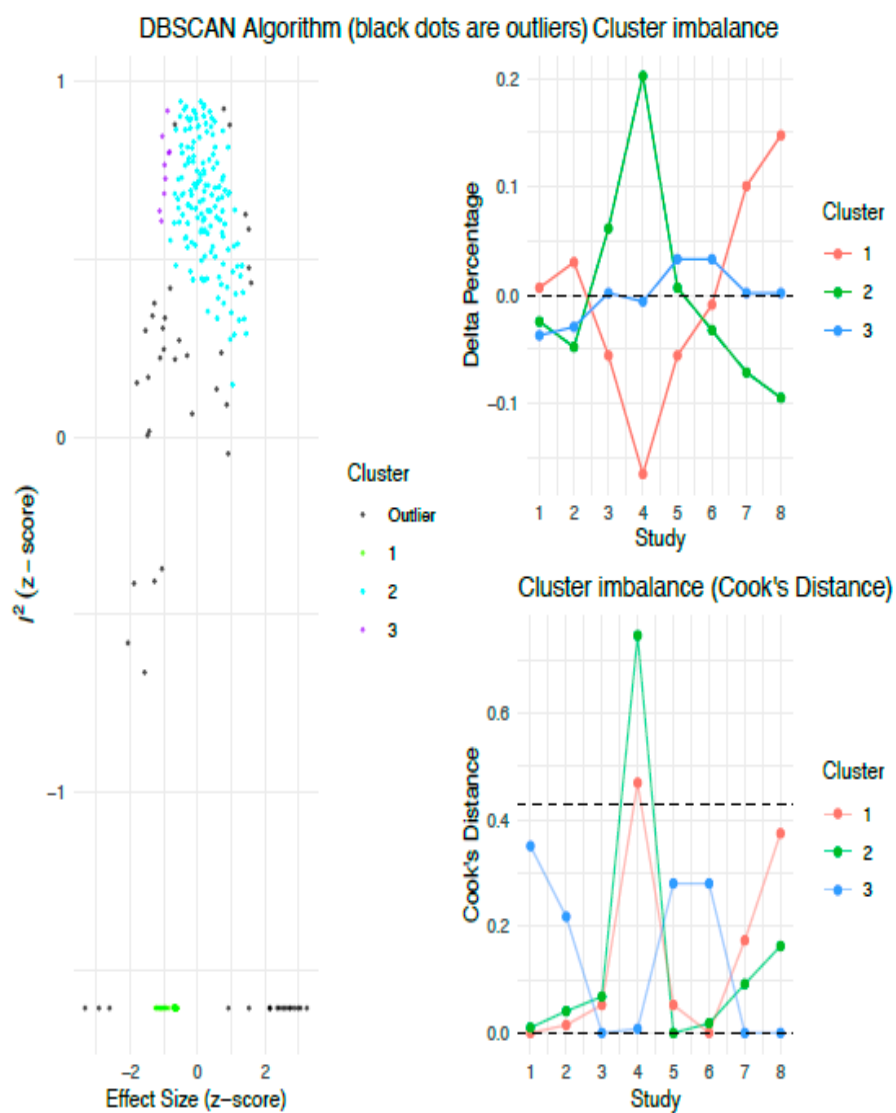 DBSCAN Algorithm (black dots are outliers)
1
0
−1
I² (z − score)
−2
0
2
Effect Size (z−score)
Cluster
Outlier
1
2
3
Cluster imbalance
0.2
0.1
0.0
−0.1
Delta Percentage
1 2 3 4 5 6 7 8
Study
Cluster
1
2
3
Cluster imbalance (Cook's Distance)
0.6
0.4
0.2
0.0
Cook's Distance
1 2 3 4 5 6 7 8
Study
Cluster
1
2
3